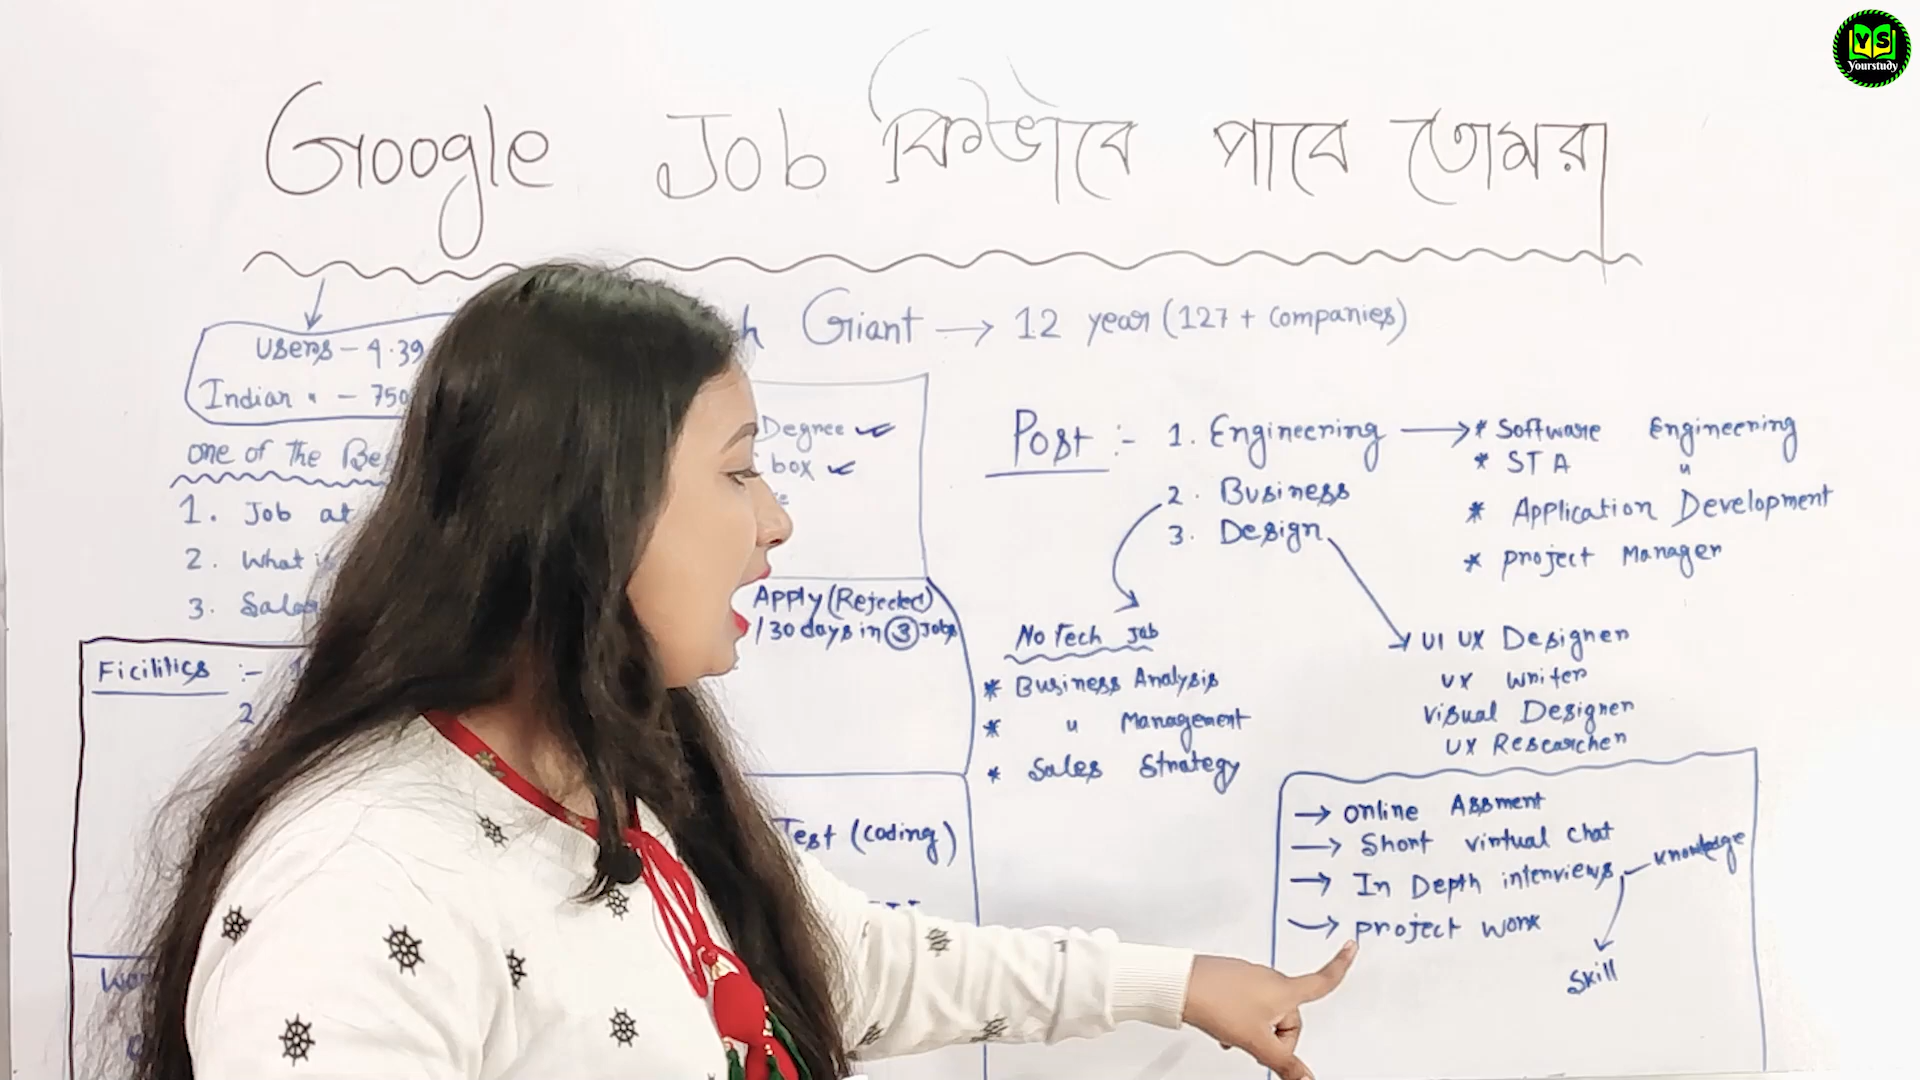 Google Job কিভাবে পাবে তোমরা
YS
Yourstudy
Giant → 12 year (127 + companies)
Users - 4.39
Indian " - 750
one of the
1. Job at
2. What is
3.
Degree ✔
box ✔
Apply (Rejected)
/ 30 days in 3 Jobs
Ficilitics :-
2
Test (coding)
Post :- 1. Engineering → * Software Engineering
* STA "
* Application Development
* project Manager
2. Business
3. Design
No Tech Job
* Business Analysis
* " Management
* Sales Strategy
UI UX Designer
UX Writer
Visual Designer
UX Researcher
→ online Assment
→ Short virtual chat
→ In Depth interviews - knowledge
→ project work
Skill